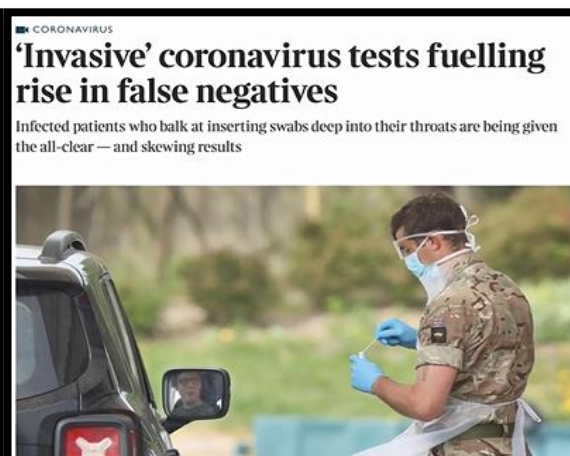 CORONAVIRUS
‘Invasive’ coronavirus tests fuelling
rise in false negatives
Infected patients who balk at inserting swabs deep into their throats are being given
the all-clear — and skewing results